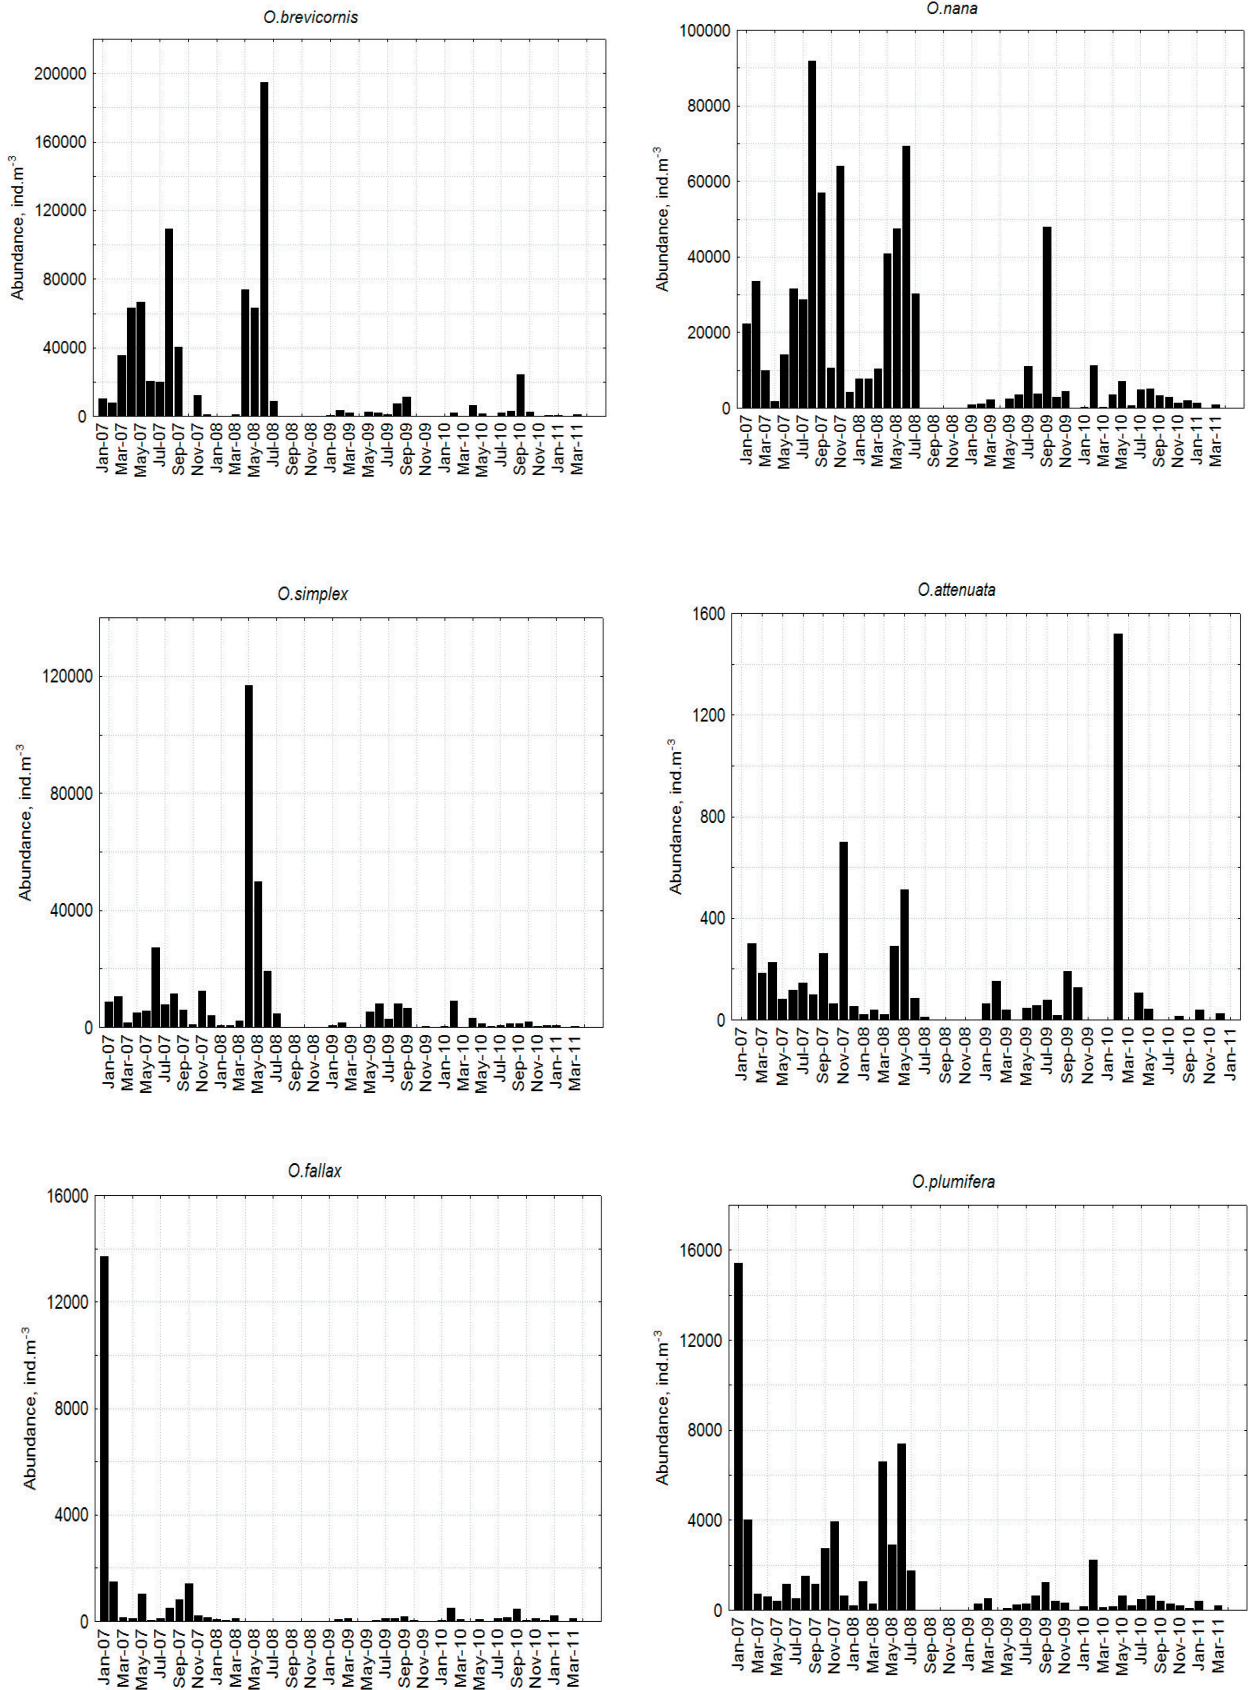 O.brevicornis
Abundance, ind.m-3
200000
160000
120000
80000
40000
0
Jan-07
Mar-07
May-07
Jul-07
Sep-07
Nov-07
Jan-08
Mar-08
May-08
Jul-08
Sep-08
Nov-08
Jan-09
Mar-09
May-09
Jul-09
Sep-09
Nov-09
Jan-10
Mar-10
May-10
Jul-10
Sep-10
Nov-10
Jan-11
Mar-11
O.nana
Abundance, ind.m-3
100000
80000
60000
40000
20000
0
Jan-07
Mar-07
May-07
Jul-07
Sep-07
Nov-07
Jan-08
Mar-08
May-08
Jul-08
Sep-08
Nov-08
Jan-09
Mar-09
May-09
Jul-09
Sep-09
Nov-09
Jan-10
Mar-10
May-10
Jul-10
Sep-10
Nov-10
Jan-11
Mar-11
O.simplex
Abundance, ind.m-3
120000
80000
40000
0
Jan-07
Mar-07
May-07
Jul-07
Sep-07
Nov-07
Jan-08
Mar-08
May-08
Jul-08
Sep-08
Nov-08
Jan-09
Mar-09
May-09
Jul-09
Sep-09
Nov-09
Jan-10
Mar-10
May-10
Jul-10
Sep-10
Nov-10
Jan-11
Mar-11
O.attenuata
Abundance, ind.m-3
1600
1200
800
400
0
Jan-07
Mar-07
May-07
Jul-07
Sep-07
Nov-07
Jan-08
Mar-08
May-08
Jul-08
Sep-08
Nov-08
Jan-09
Mar-09
May-09
Jul-09
Sep-09
Nov-09
Jan-10
Mar-10
May-10
Jul-10
Sep-10
Nov-10
Jan-11
O.fallax
Abundance, ind.m-3
16000
12000
8000
4000
0
Jan-07
Mar-07
May-07
Jul-07
Sep-07
Nov-07
Jan-08
Mar-08
May-08
Jul-08
Sep-08
Nov-08
Jan-09
Mar-09
May-09
Jul-09
Sep-09
Nov-09
Jan-10
Mar-10
May-10
Jul-10
Sep-10
Nov-10
Jan-11
Mar-11
O.plumifera
Abundance, ind.m-3
16000
12000
8000
4000
0
Jan-07
Mar-07
May-07
Jul-07
Sep-07
Nov-07
Jan-08
Mar-08
May-08
Jul-08
Sep-08
Nov-08
Jan-09
Mar-09
May-09
Jul-09
Sep-09
Nov-09
Jan-10
Mar-10
May-10
Jul-10
Sep-10
Nov-10
Jan-11
Mar-11